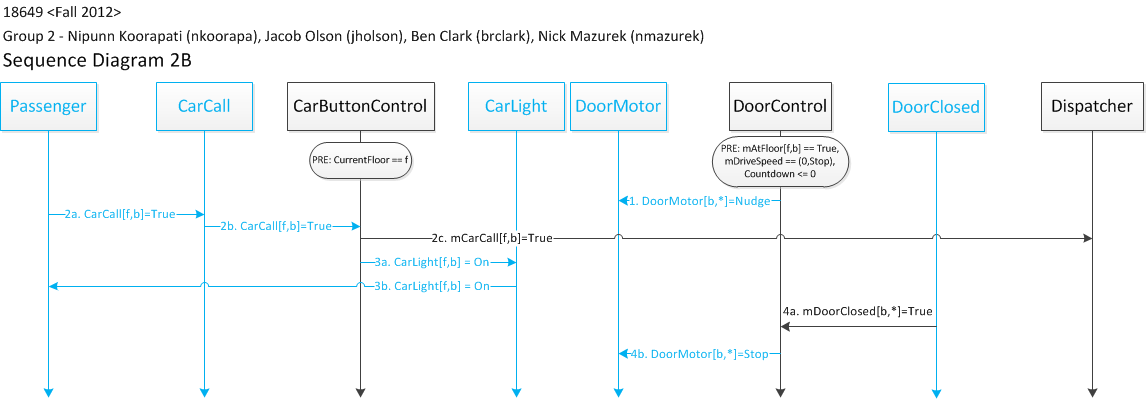 18649 <Fall 2012>
Group 2 - Nipunn Koorapati (nkoorapa), Jacob Olson (jholson), Ben Clark (brclark), Nick Mazurek (nmazurek)
Sequence Diagram 2B
Passenger
CarCall
CarButtonControl
CarLight
DoorMotor
DoorControl
DoorClosed
Dispatcher
PRE: CurrentFloor == f
PRE: mAtFloor[f,b] == True,
mDriveSpeed == (0,Stop),
Countdown <= 0
1. DoorMotor[b,*]=Nudge
2a. CarCall[f,b]=True
2b. CarCall[f,b]=True
2c. mCarCall[f,b]=True
3a. CarLight[f,b] = On
3b. CarLight[f,b] = On
4a. mDoorClosed[b,*]=True
4b. DoorMotor[b,*]=Stop